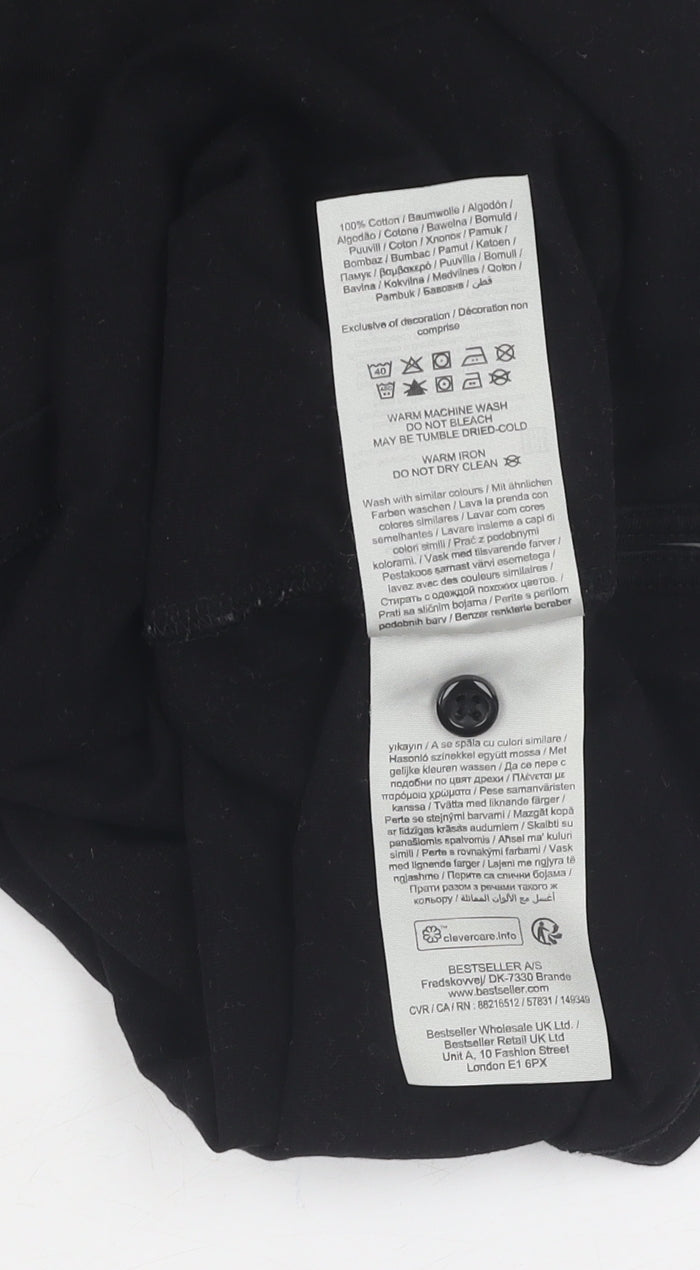 100% Cotton / Baumwolle / Algodón /
Algodão / Cotone / Bawełna / Bomuld /
Puuvill / Coton / Хлопок / Pamuk /
Bombaz / Bumbac / Pamut / Katoen /
Памук / βαμβακερό / Puuvilla / Bomull /
Bavlna / Kokvilna / Medvilnės / Qoton /
Pambuk / Бавовна / قطن
Exclusive of decoration / Décoration non
comprise
40
WARM MACHINE WASH
DO NOT BLEACH
MAY BE TUMBLE DRIED-COLD
WARM IRON
DO NOT DRY CLEAN
Wash with similar colours / Mit ähnlichen
Farben waschen / Lava la prenda con
colores similares / Lavar com cores
semelhantes / Lavare insieme a capi di
colori simili / Prać z podobnymi
kolorami. / Vask med tilsvarende farver /
Pestakoos samast värvi esemetega /
lavez avec des couleurs similaires /
Стирать с одеждой похожих цветов. /
Prati sa sličnim bojama / Perite s perilom
podobnih barv / Benzer renklerle beraber
yıkayın / A se spăla cu culori similare /
Hasonló színekkel együtt mossa / Met
gelijke kleuren wassen / Да се пере с
подобни по цвят дрехи / Πλένεται με
παρόμοια χρώματα / Pese samanväristen
kanssa / Tvätta med liknande färger /
Perte se stejnými barvami / Mazgāt kopā
ar līdzīgas krāsās audumiem / Skalbti su
panašiomis spalvomis / Aħsel ma' kuluri
simili / Perte s rovnakými farbami / Vask
med lignende farger / Lajeni me ngjyra të
ngjashme / Перите са слични бојама /
Прати разом з речами такого ж
кольору / أغسل مع الألوان المماثلة
clevercare.info
BESTSELLER A/S
Fredskovvej/ DK-7330 Brande
www.bestseller.com
CVR / CA / RN : 88216512 / 57831 / 149349
Bestseller Wholesale UK Ltd. /
Bestseller Retail UK Ltd
Unit A, 10 Fashion Street
London E1 6PX